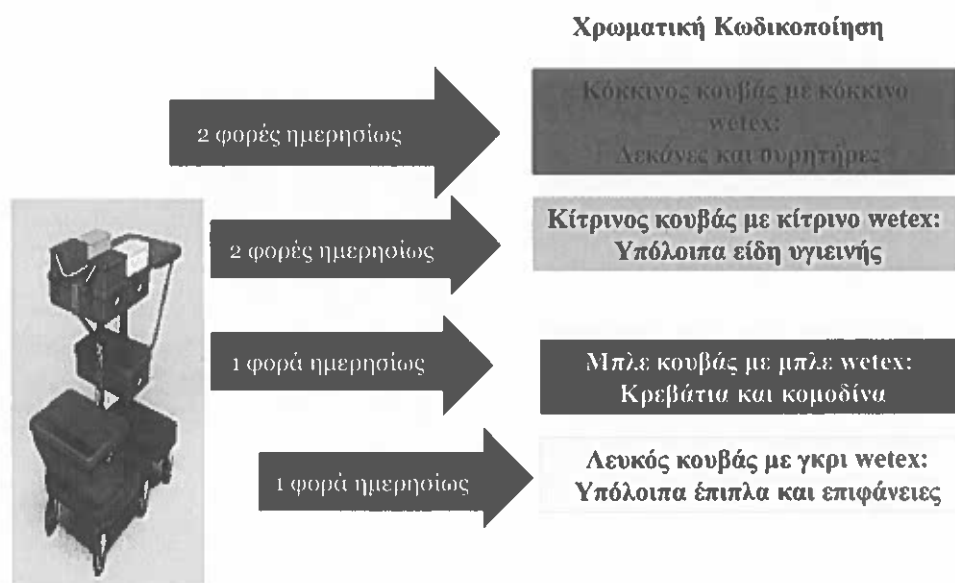 Χρωματική Κωδικοποίηση
2 φορές ημερησίως
Κόκκινος κουβάς με κόκκινο
wetex:
Λεκάνες και ουρητήρες
2 φορές ημερησίως
Κίτρινος κουβάς με κίτρινο wetex:
Υπόλοιπα είδη υγιεινής
1 φορά ημερησίως
Μπλε κουβάς με μπλε wetex:
Κρεβάτια και κομοδίνα
1 φορά ημερησίως
Λευκός κουβάς με γκρι wetex:
Υπόλοιπα έπιπλα και επιφάνειες